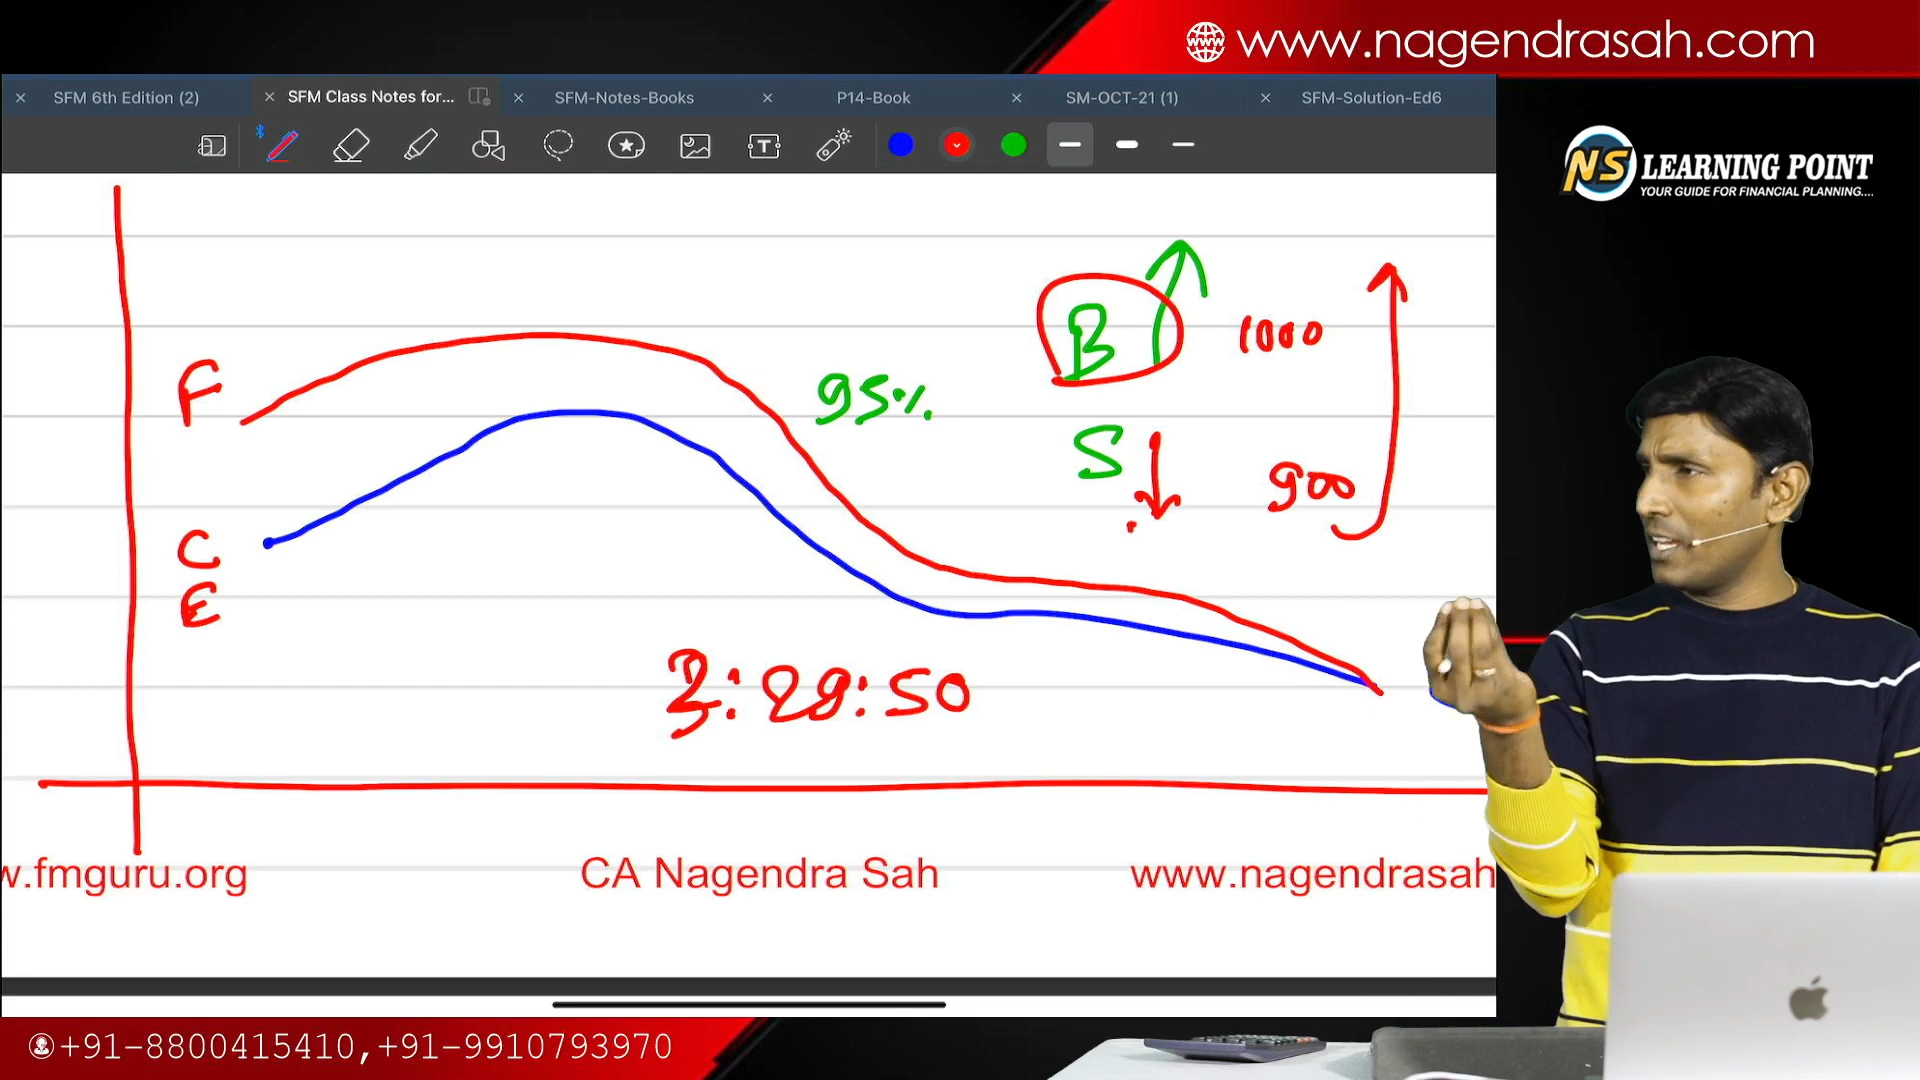 www.nagendrasah.com
SFM 6th Edition (2)
SFM Class Notes for...
SFM-Notes-Books
P14-Book
SM-OCT-21 (1)
SFM-Solution-Ed6
NS LEARNING POINT
YOUR GUIDE FOR FINANCIAL PLANNING....
T
B
1000
F
95%
S
900
C
E
:29:50
w.fmguru.org
CA Nagendra Sah
www.nagendrasah
+91-8800415410,+91-9910793970